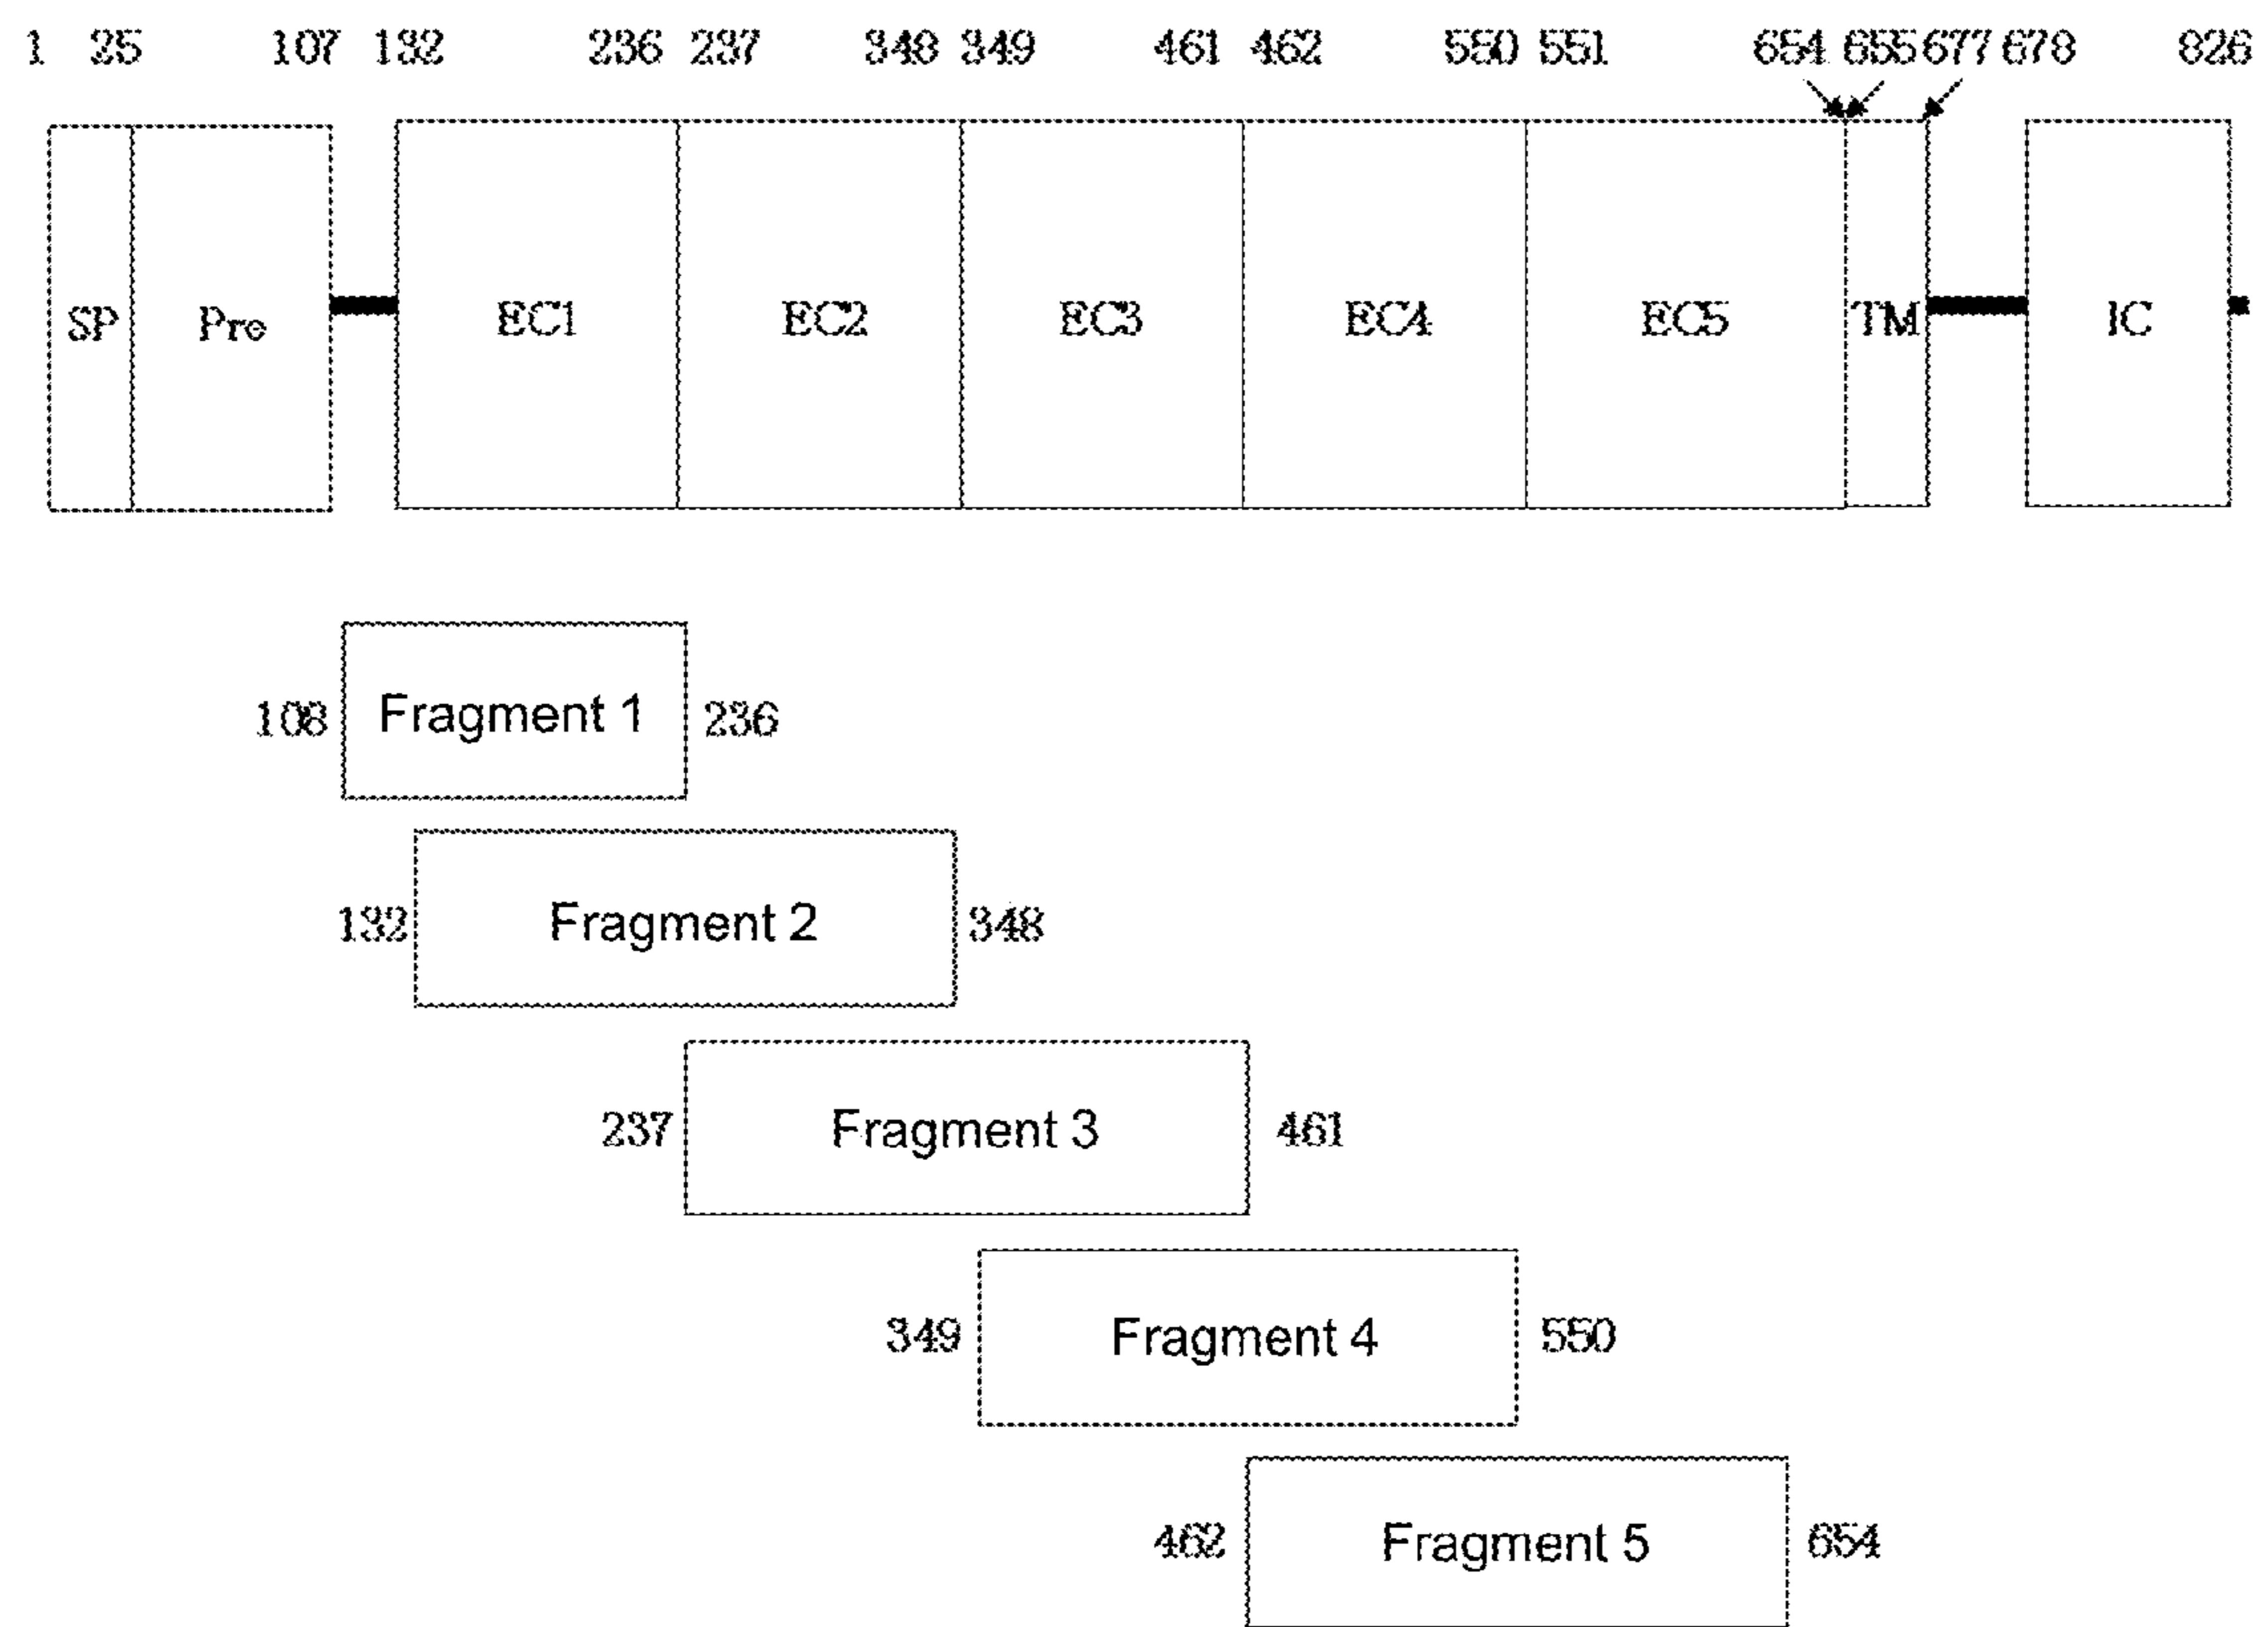 1 25 107 132 236 237 348 349 461 462 550 551 654 655 677 678 826
SP Pre EC1 EC2 EC3 EC4 EC5 TM IC
108 Fragment 1 236
132 Fragment 2 348
237 Fragment 3 461
349 Fragment 4 550
462 Fragment 5 654